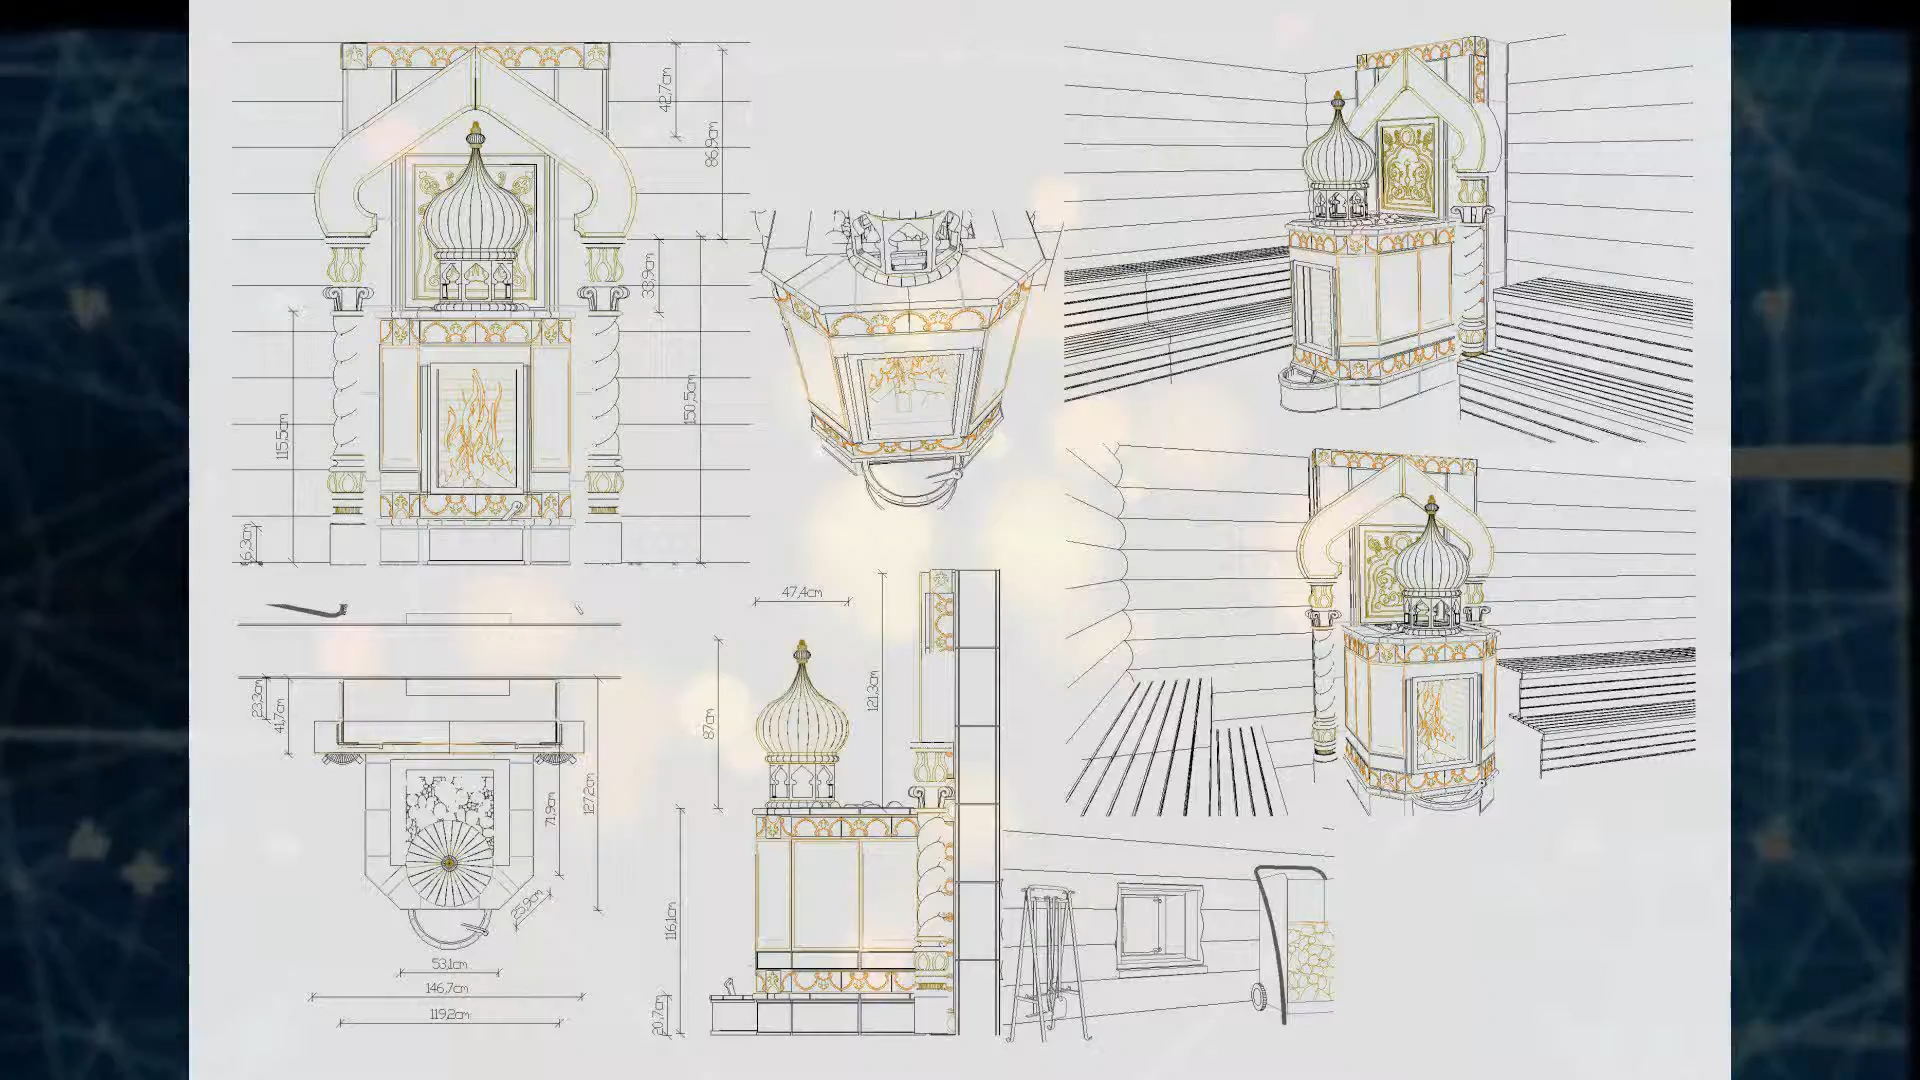 42,7cm
86,9cm
33,9cm
150,5cm
115,5cm
6,3cm
47,4cm
121,3cm
87cm
116,1cm
20,7cm
23,3cm
41,7cm
71,9cm
127,2cm
25,9cm
53,1cm
146,7cm
119,2cm